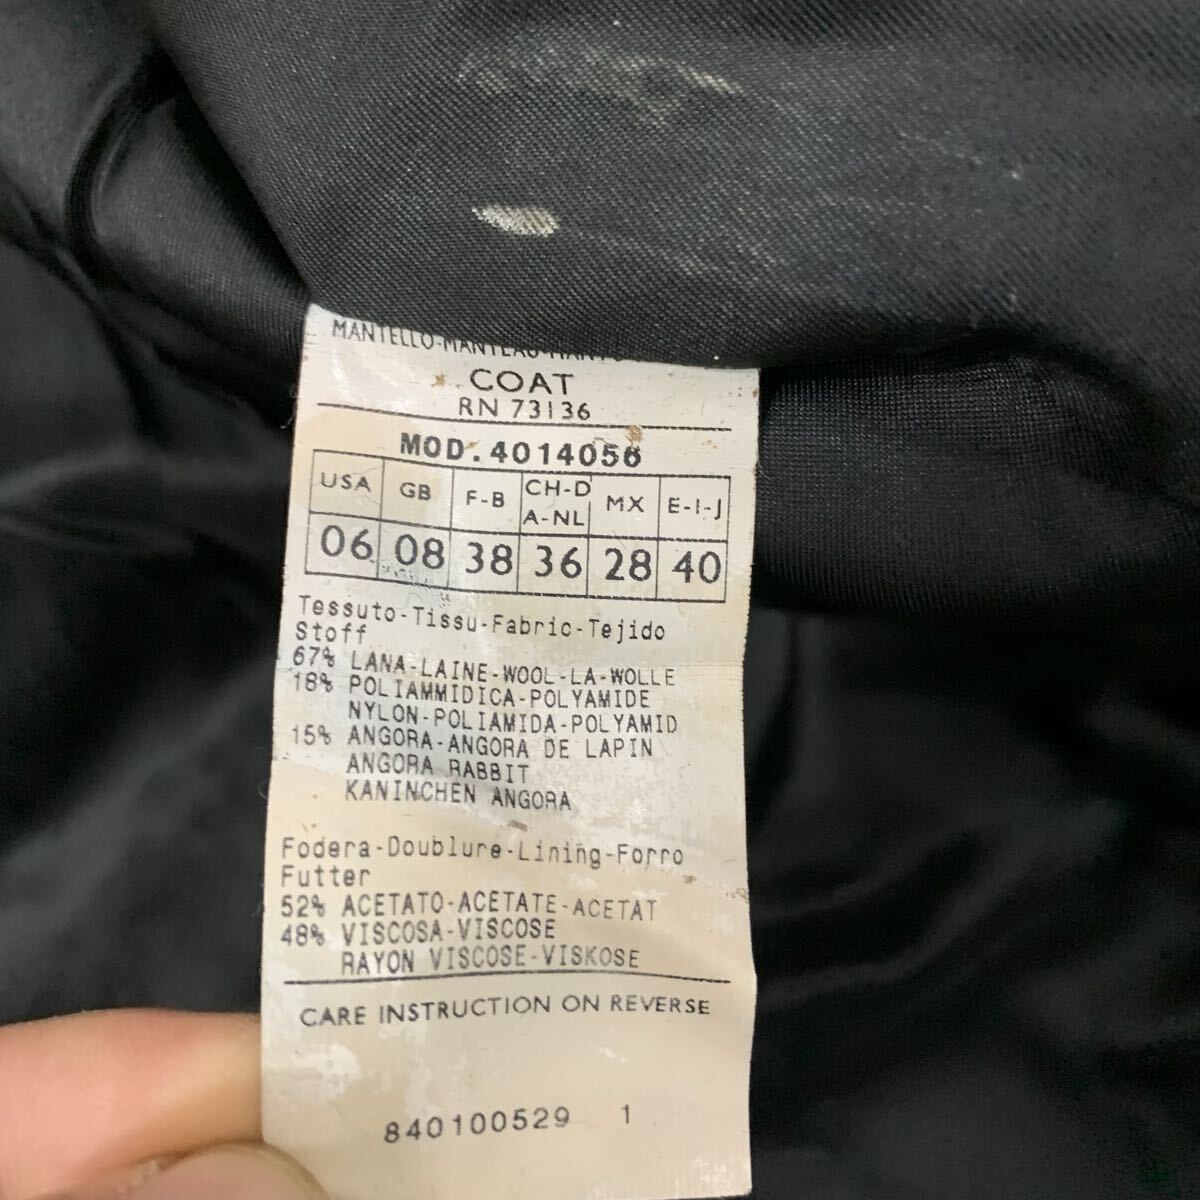 MANTELLO-MANTEAU-MANT
COAT
RN 73136
MOD.4014056
USA GB F-B CH-D A-NL MX E-I-J
06 08 38 36 28 40
Tessuto-Tissu-Fabric-Tejido
Stoff
67% LANA-LAINE-WOOL-LA-WOLLE
18% POLIAMMIDICA-POLYAMIDE
NYLON-POLIAMIDA-POLYAMID
15% ANGORA-ANGORA DE LAPIN
ANGORA RABBIT
KANINCHEN ANGORA
Fodera-Doublure-Lining-Forro
Futter
52% ACETATO-ACETATE-ACETAT
48% VISCOSA-VISCOSE
RAYON VISCOSE-VISKOSE
CARE INSTRUCTION ON REVERSE
840100529 1